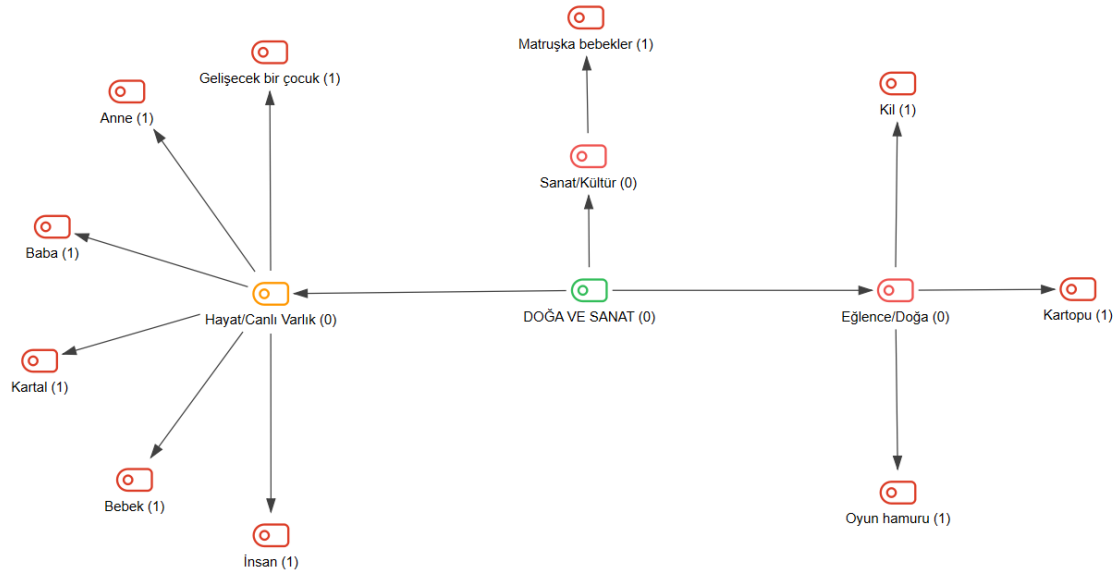 Matruşka bebekler (1)
Gelişecek bir çocuk (1)
Kil (1)
Anne (1)
Sanat/Kültür (0)
Baba (1)
Hayat/Canlı Varlık (0)
DOĞA VE SANAT (0)
Eğlence/Doğa (0)
Kartopu (1)
Kartal (1)
Bebek (1)
Oyun hamuru (1)
İnsan (1)